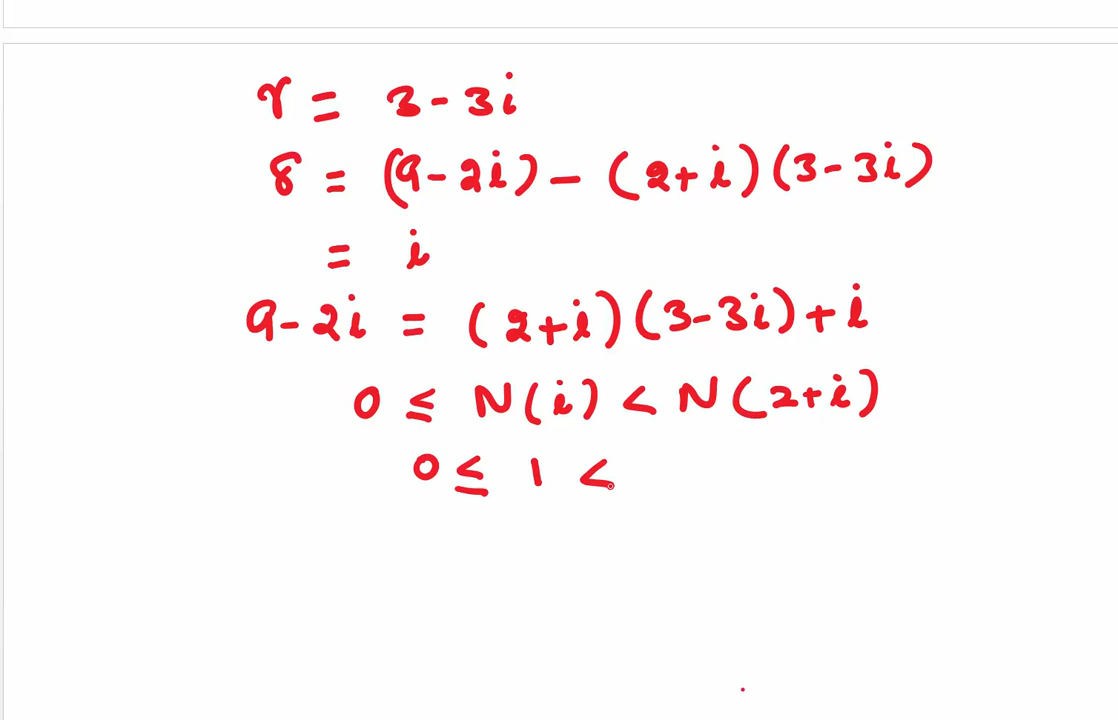 γ = 3-3i
δ = (9-2i) - (2+i)(3-3i)
= i
9-2i = (2+i)(3-3i)+i
0 ≤ N(i) < N(2+i)
0 ≤ 1 <